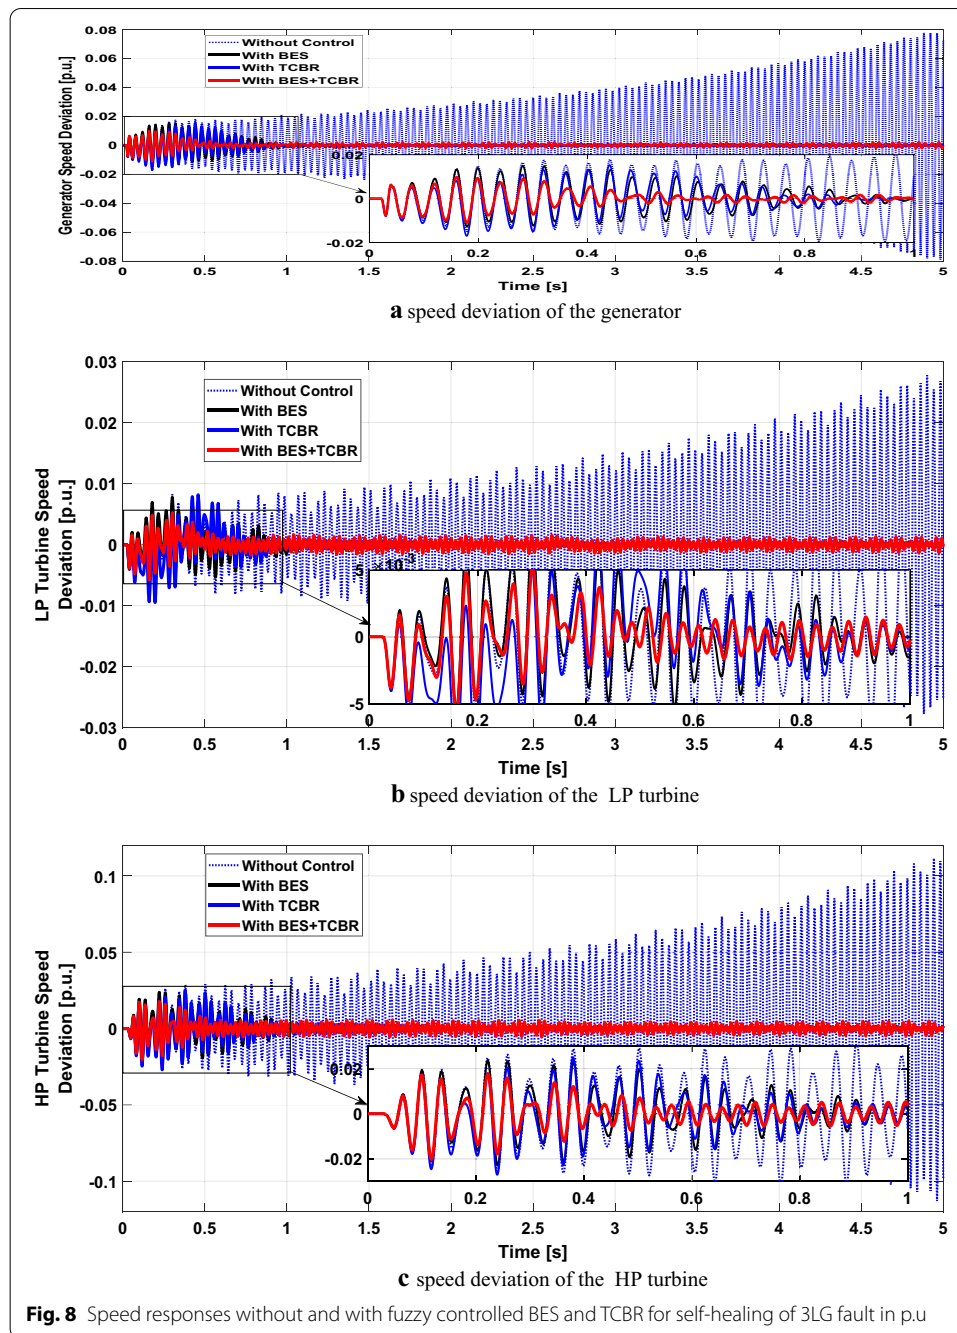 0.08
0.06
0.04
0.02
0
-0.02
-0.04
-0.06
-0.08
Generator Speed Deviation [p.u.]
Without Control
With BES
With TCBR
With BES+TCBR
0.02
0
-0.02
0 0.2 0.4 0.6 0.8 1
0 0.5 1 1.5 2 2.5 3 3.5 4 4.5 5
Time [s]
a speed deviation of the generator
0.03
0.02
0.01
0
-0.01
-0.02
-0.03
LP Turbine Speed
Deviation [p.u.]
Without Control
With BES
With TCBR
With BES+TCBR
×10-3
5
0
-5
0 0.2 0.4 0.6 0.8 1
0 0.5 1 1.5 2 2.5 3 3.5 4 4.5 5
Time [s]
b speed deviation of the LP turbine
0.1
0.05
0
-0.05
-0.1
HP Turbine Speed
Deviation [p.u.]
Without Control
With BES
With TCBR
With BES+TCBR
0.02
0
-0.02
0 0.2 0.4 0.6 0.8 1
0 0.5 1 1.5 2 2.5 3 3.5 4 4.5 5
Time [s]
c speed deviation of the HP turbine
Fig. 8 Speed responses without and with fuzzy controlled BES and TCBR for self-healing of 3LG fault in p.u